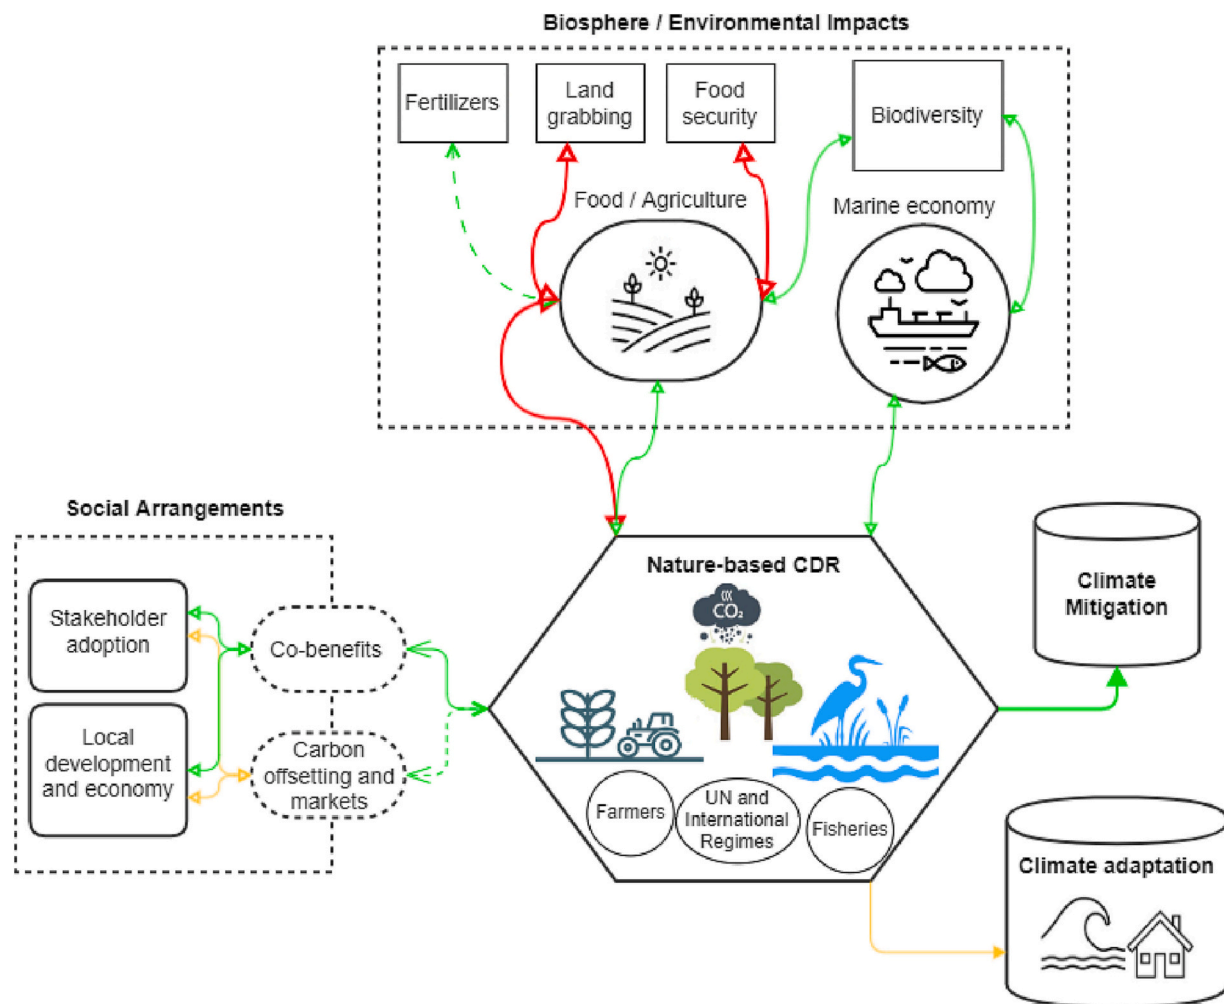 Biosphere / Environmental Impacts
Fertilizers
Land
grabbing
Food
security
Biodiversity
Food / Agriculture
Marine economy
Social Arrangements
Stakeholder
adoption
Co-benefits
Local
development
and economy
Carbon
offsetting and
markets
Nature-based CDR
CO₂
Farmers
UN and
International
Regimes
Fisheries
Climate
Mitigation
Climate adaptation